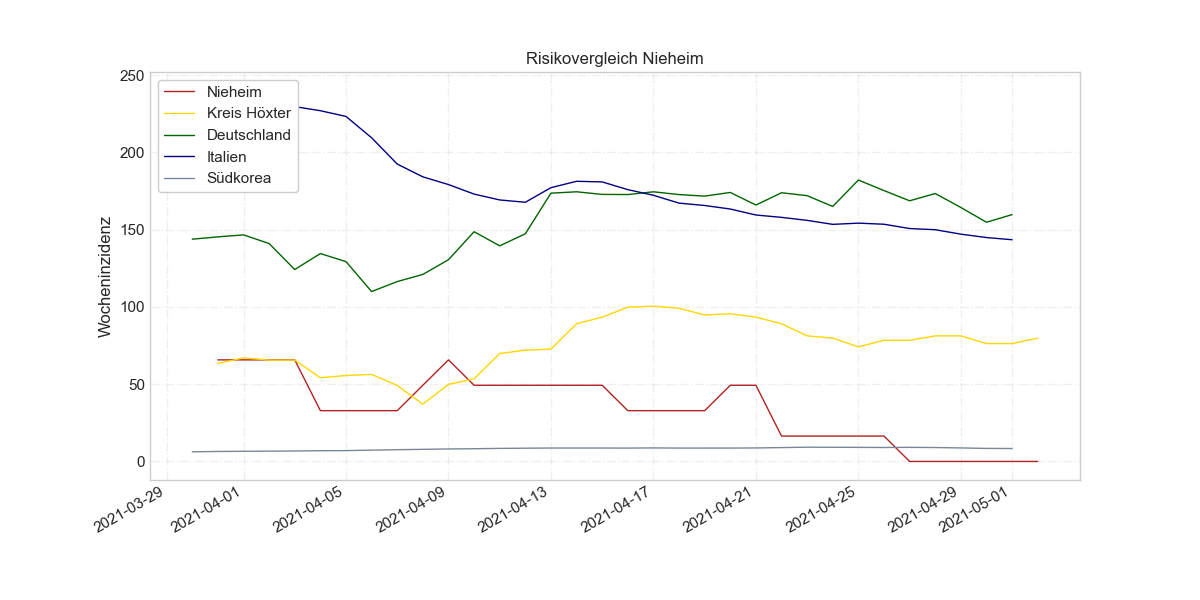 Risikovergleich Nieheim
Nieheim
Kreis Höxter
Deutschland
Italien
Südkorea
Wocheninzidenz
250
200
150
100
50
0
2021-03-29
2021-04-01
2021-04-05
2021-04-09
2021-04-13
2021-04-17
2021-04-21
2021-04-25
2021-04-29
2021-05-01